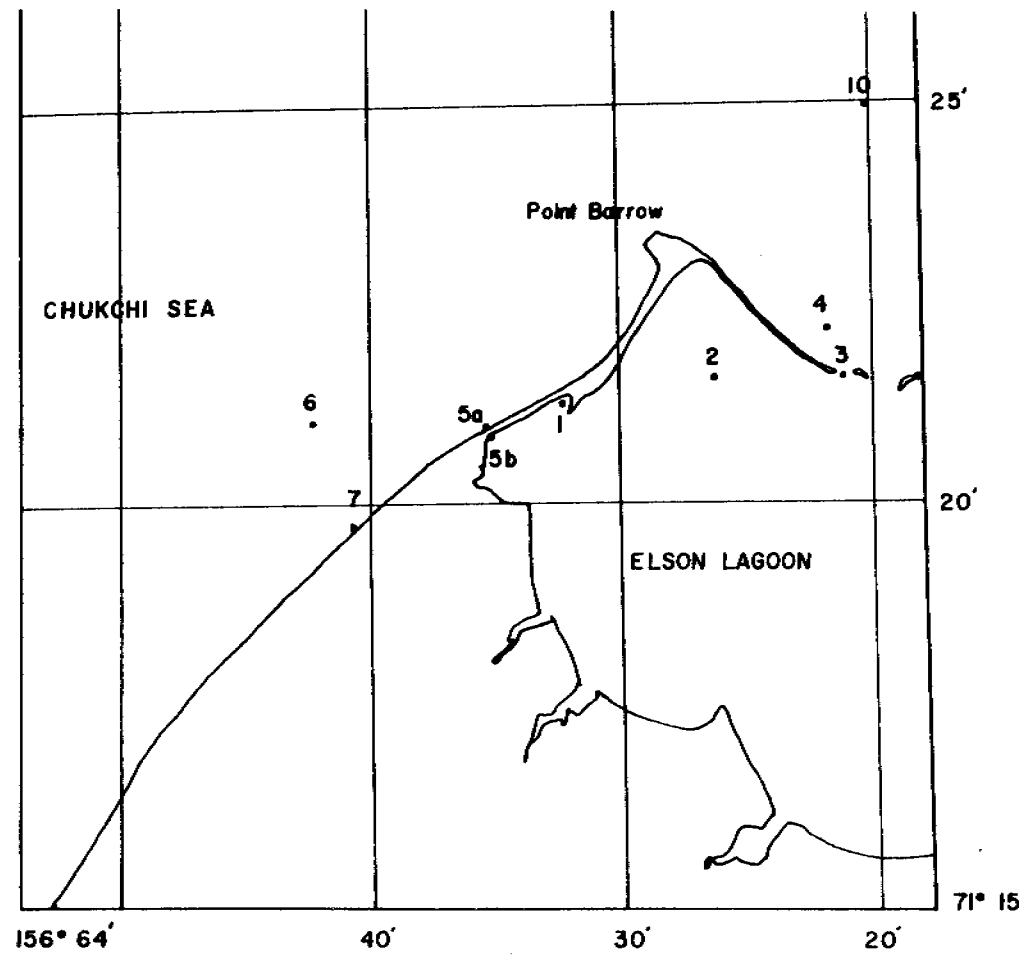 10
25′
Point Barrow
CHUKCHI SEA
4
2
3
6
5a
1
5b
7
20′
ELSON LAGOON
71° 15
156° 64′
40′
30′
20′